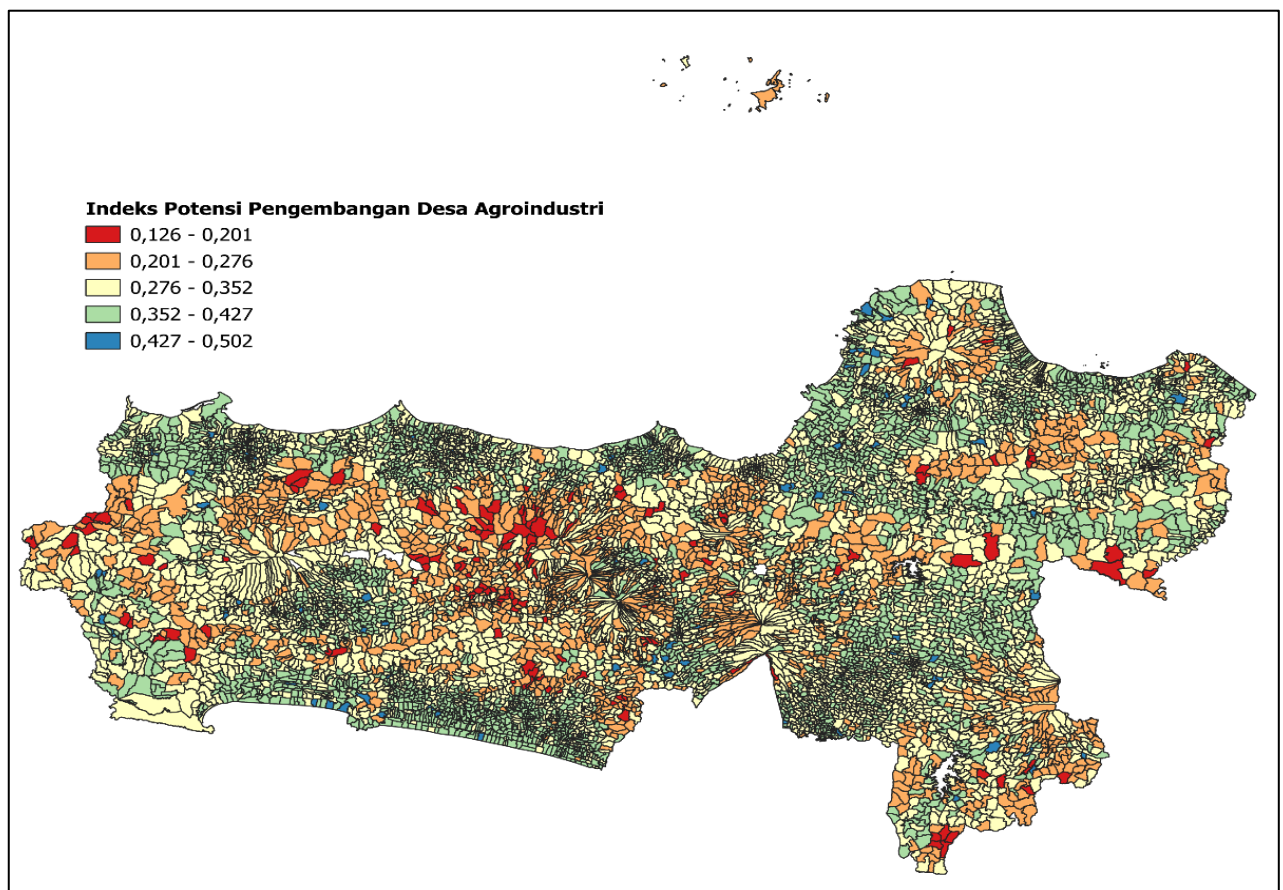 Indeks Potensi Pengembangan Desa Agroindustri
0,126 - 0,201
0,201 - 0,276
0,276 - 0,352
0,352 - 0,427
0,427 - 0,502